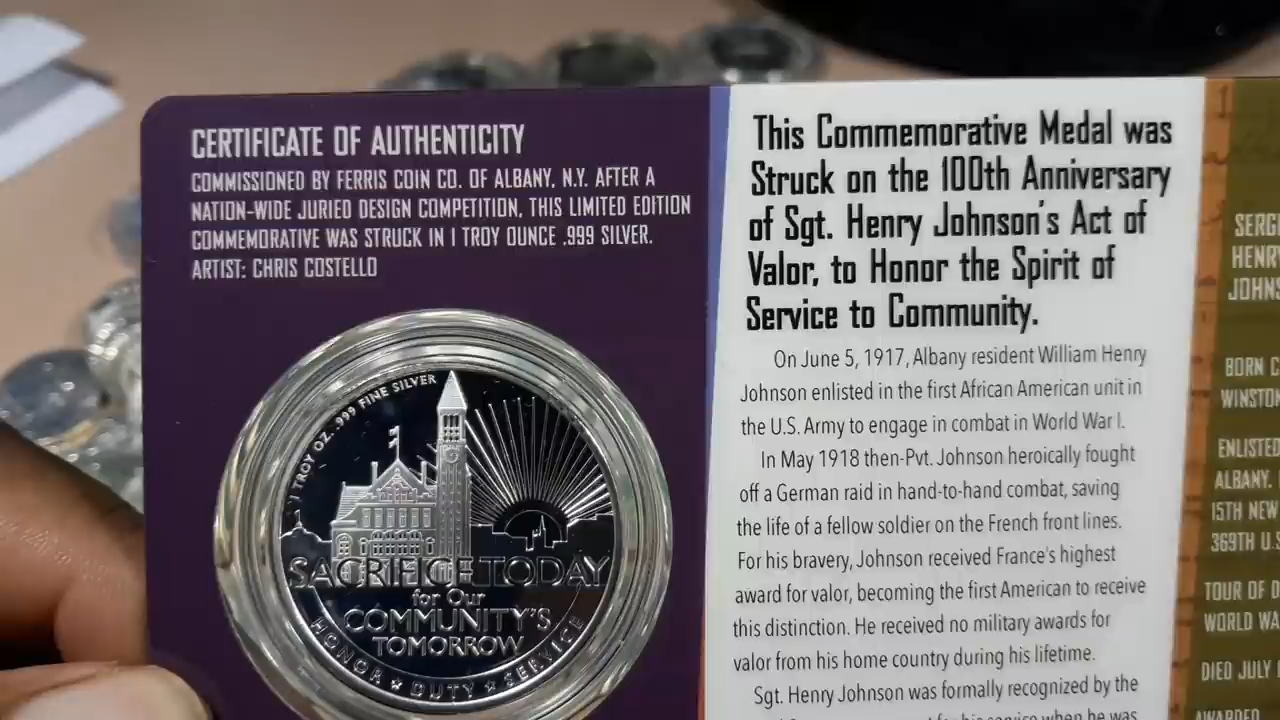 CERTIFICATE OF AUTHENTICITY
COMMISSIONED BY FERRIS COIN CO. OF ALBANY, N.Y. AFTER A
NATION-WIDE JURIED DESIGN COMPETITION, THIS LIMITED EDITION
COMMEMORATIVE WAS STRUCK IN 1 TROY OUNCE .999 SILVER.
ARTIST: CHRIS COSTELLO
1 TROY OZ. .999 FINE SILVER
SACRIFICE TODAY
for Our
COMMUNITY'S
TOMORROW
HONOR ★ DUTY ★ SERVICE
This Commemorative Medal was
Struck on the 100th Anniversary
of Sgt. Henry Johnson's Act of
Valor, to Honor the Spirit of
Service to Community.
On June 5, 1917, Albany resident William Henry
Johnson enlisted in the first African American unit in
the U.S. Army to engage in combat in World War I.
In May 1918 then-Pvt. Johnson heroically fought
off a German raid in hand-to-hand combat, saving
the life of a fellow soldier on the French front lines.
For his bravery, Johnson received France's highest
award for valor, becoming the first American to receive
this distinction. He received no military awards for
valor from his home country during his lifetime.
Sgt. Henry Johnson was formally recognized by the
for his service when he was
HENRY
BORN
WINSTON
ENLISTED
ALBANY,
15TH NEW
369TH U.S
TOUR OF
WORLD
DIED JULY
AWARDED